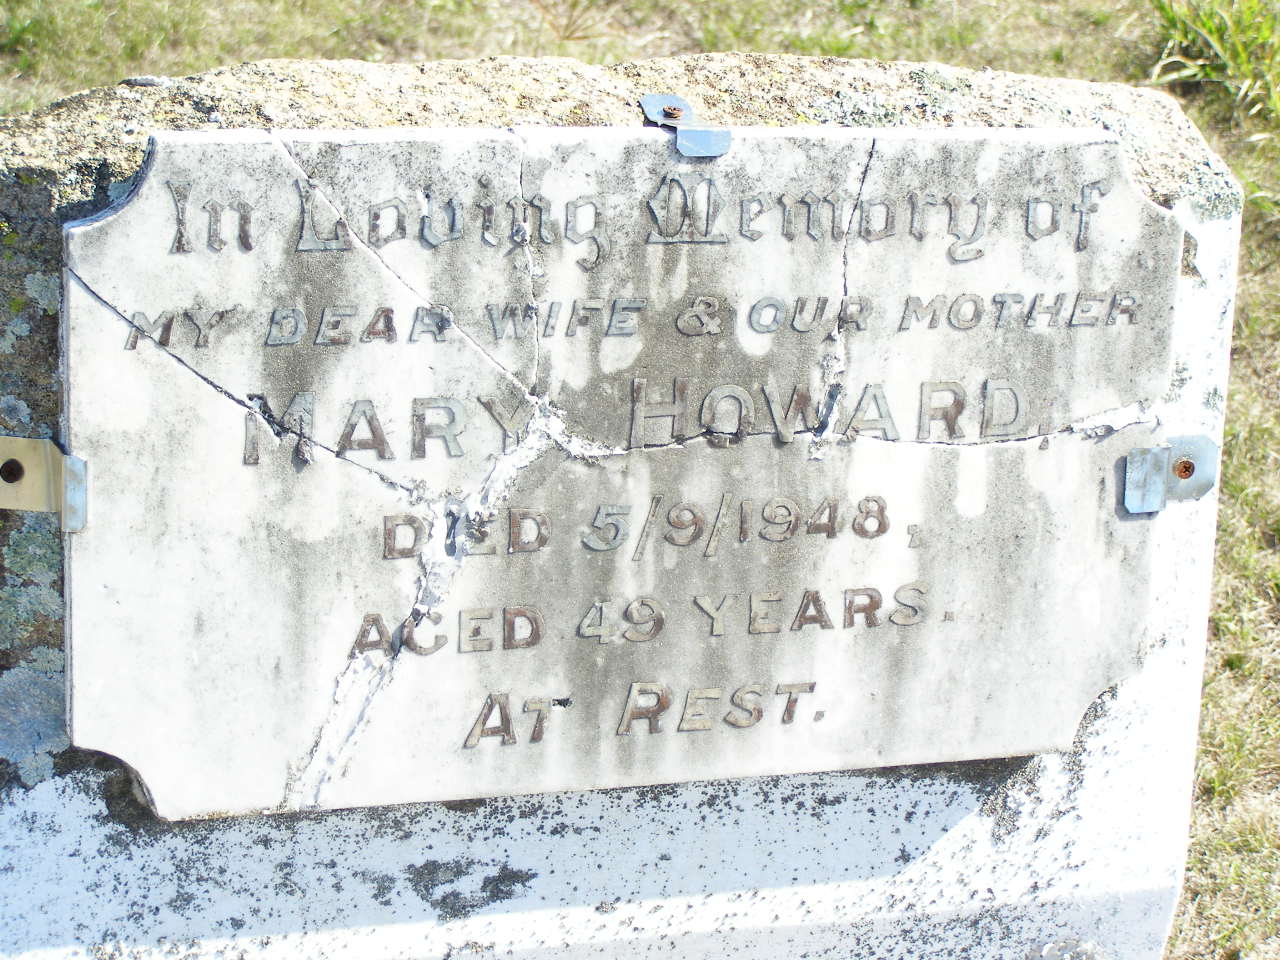 In Loving Memory of
MY DEAR WIFE & OUR MOTHER
MARY HOWARD.
DIED 5/9/1948,
AGED 49 YEARS.
AT REST.